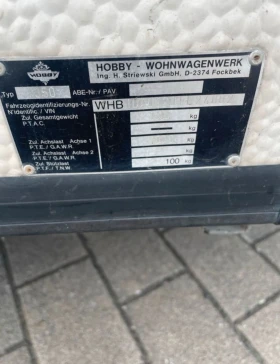 HOBBY
HOBBY - WOHNWAGENWERK
Ing. H. Striewski GmbH, D-2374 Fockbek
Typ ABE-Nr./PAV
Fahrzeugidentifizierungs-Nr.
N° Identific / VIN WHB
Zul. Gesamtgewicht kg
P.T.A.C.
kg
Zul. Achslast Achse 1 kg
P.T.E. / G.A.W.R.
Zul. Achslast Achse 2 kg
P.T.E. / G.A.W.R.
Zul. Stützlast 100 kg
P.T.E. / T.N.W.